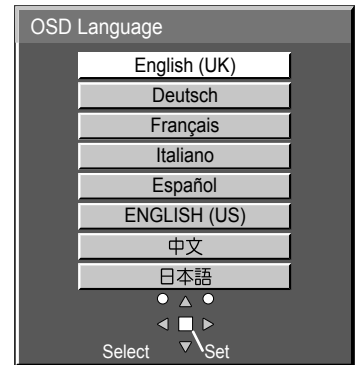 OSD Language
English (UK)
Deutsch
Français
Italiano
Español
ENGLISH (US)
中文
日本語
Select Set